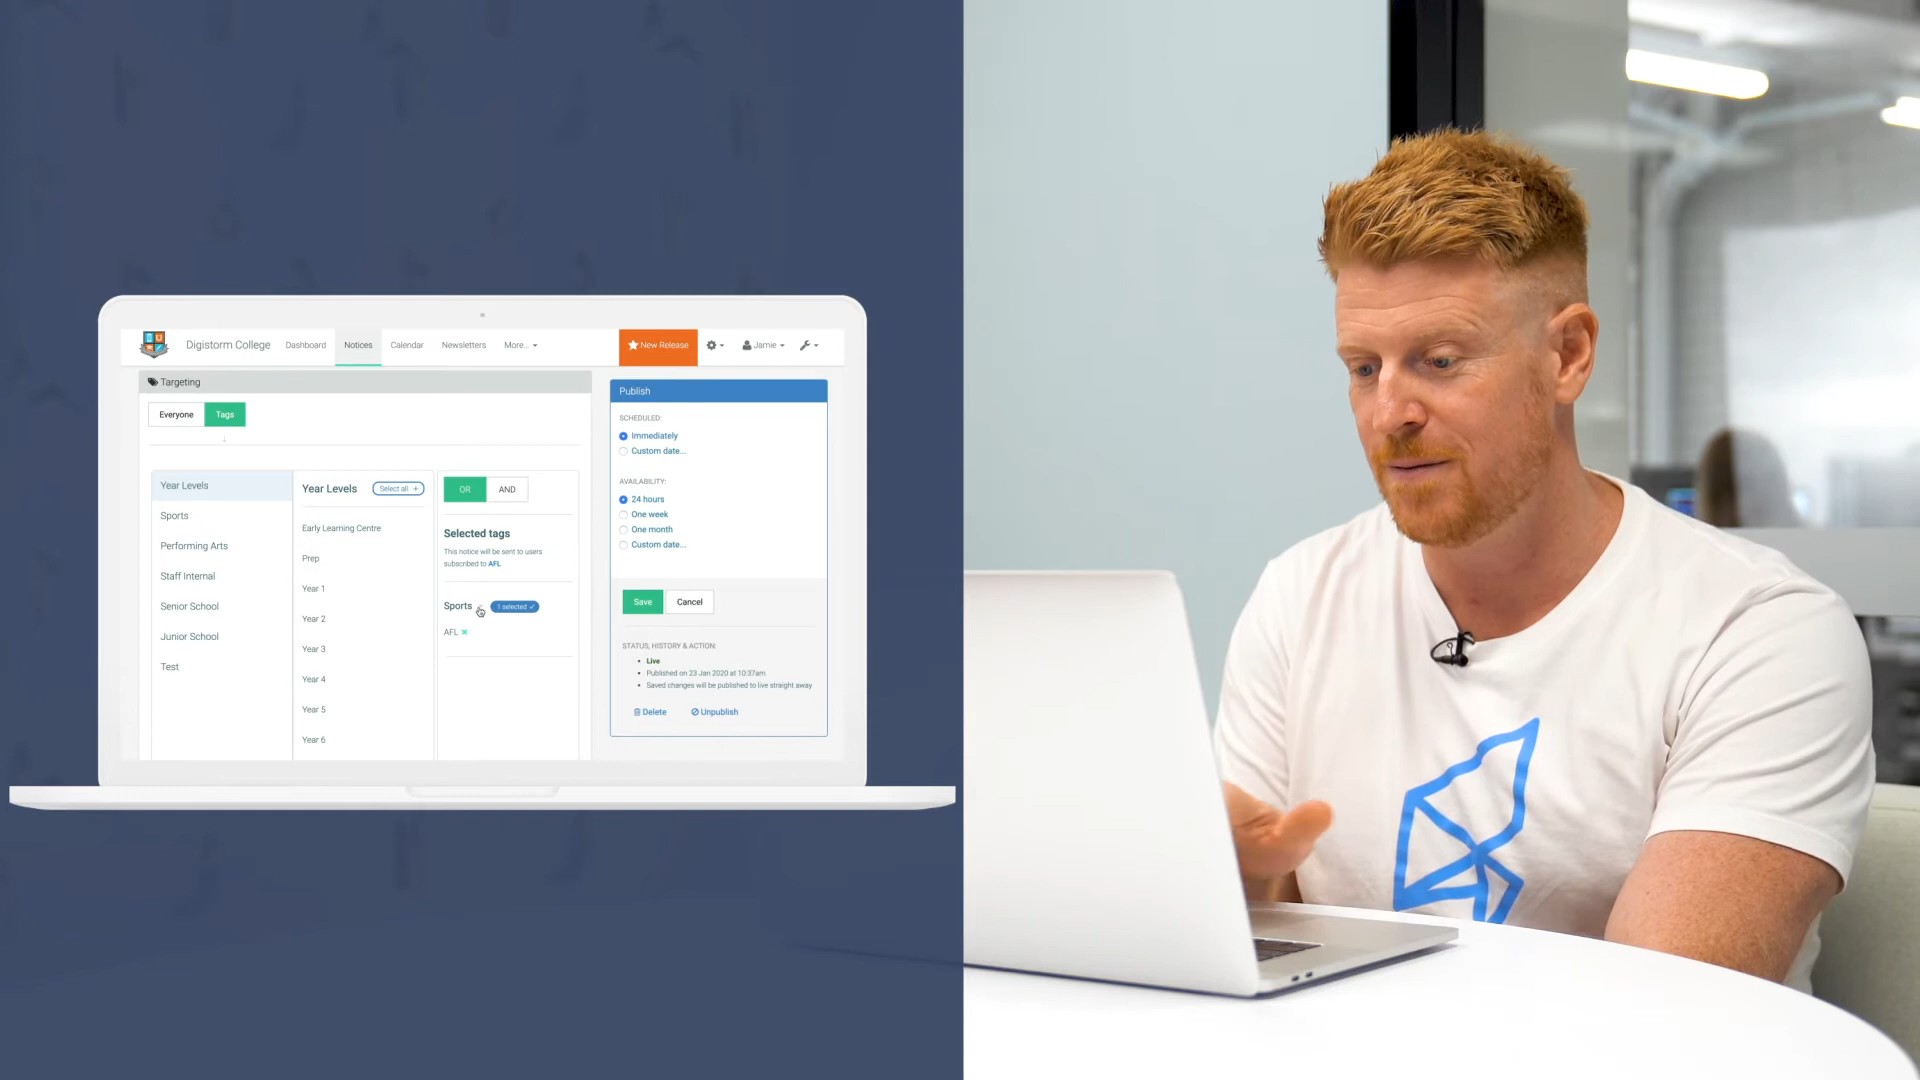 Digistorm College
Dashboard
Notices
Calendar
Newsletters
More...
New Release
Jamie
Targeting
Everyone
Tags
Year Levels
Sports
Performing Arts
Staff Internal
Senior School
Junior School
Test
Year Levels
Select all +
Early Learning Centre
Prep
Year 1
Year 2
Year 3
Year 4
Year 5
Year 6
OR
AND
Selected tags
This notice will be sent to users
subscribed to AFL
Sports
1 selected
AFL
Publish
SCHEDULED:
Immediately
Custom date...
AVAILABILITY:
24 hours
One week
One month
Custom date...
Save
Cancel
STATUS, HISTORY & ACTION:
Live
Published on 23 Jan 2020 at 10:37am
Saved changes will be published to live straight away
Delete
Unpublish